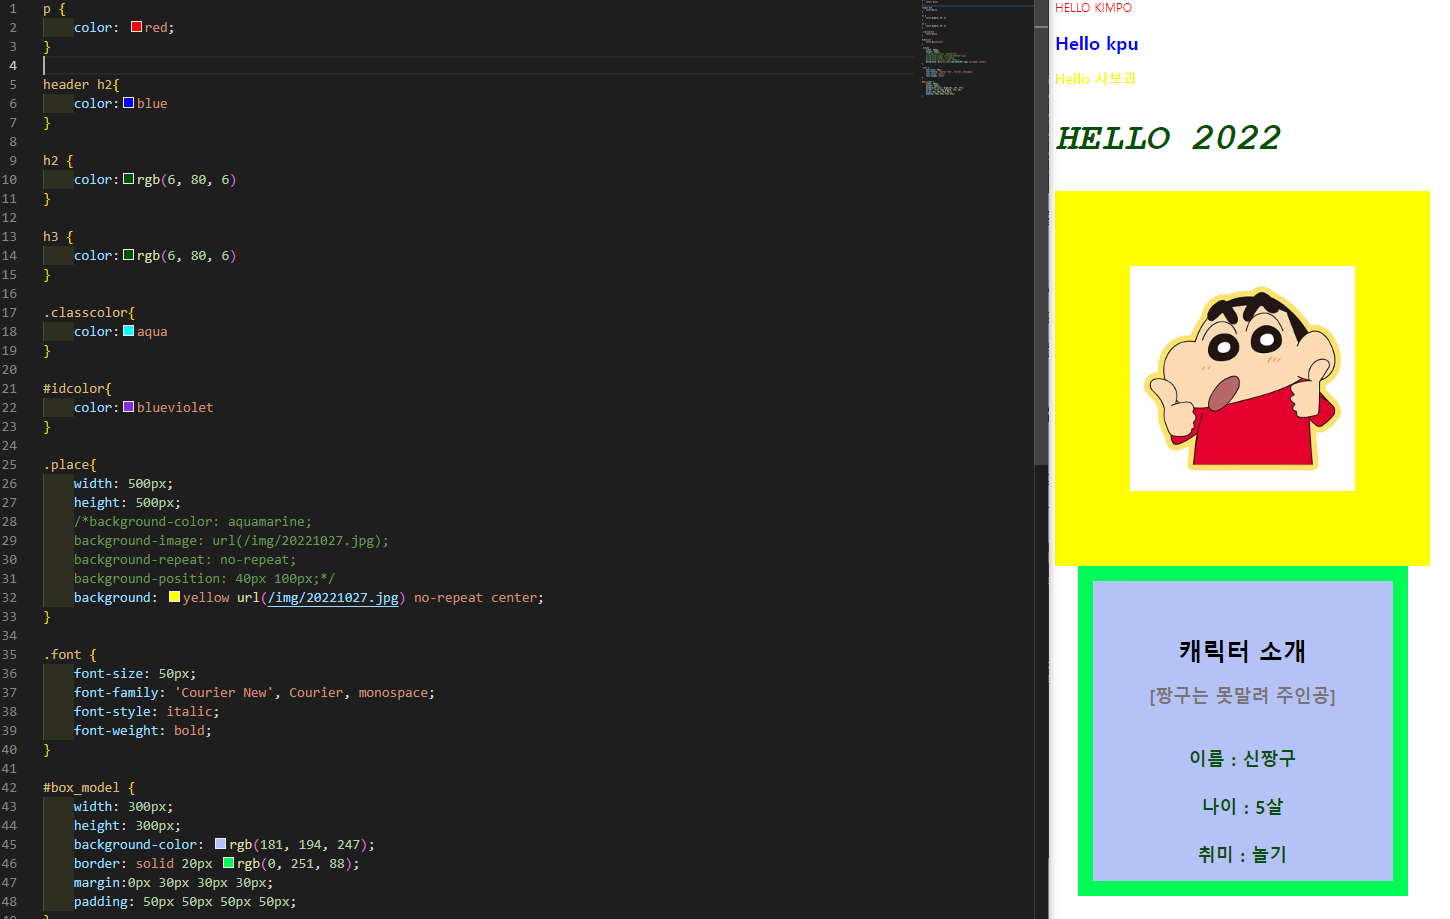 1 p {
2 color: red;
3 }
4
5 header h2{
6 color:blue
7 }
8
9 h2 {
10 color:rgb(6, 80, 6)
11 }
12
13 h3 {
14 color:rgb(6, 80, 6)
15 }
16
17 .classcolor{
18 color:aqua
19 }
20
21 #idcolor{
22 color:blueviolet
23 }
24
25 .place{
26 width: 500px;
27 height: 500px;
28 /*background-color: aquamarine;
29 background-image: url(/img/20221027.jpg);
30 background-repeat: no-repeat;
31 background-position: 40px 100px;*/
32 background: yellow url(/img/20221027.jpg) no-repeat center;
33 }
34
35 .font {
36 font-size: 50px;
37 font-family: 'Courier New', Courier, monospace;
38 font-style: italic;
39 font-weight: bold;
40 }
41
42 #box_model {
43 width: 300px;
44 height: 300px;
45 background-color: rgb(181, 194, 247);
46 border: solid 20px rgb(0, 251, 88);
47 margin:0px 30px 30px 30px;
48 padding: 50px 50px 50px 50px;
HELLO KIMPO
Hello kpu
Hello 사보과
HELLO 2022
캐릭터 소개
[짱구는 못말려 주인공]
이름 : 신짱구
나이 : 5살
취미 : 놀기